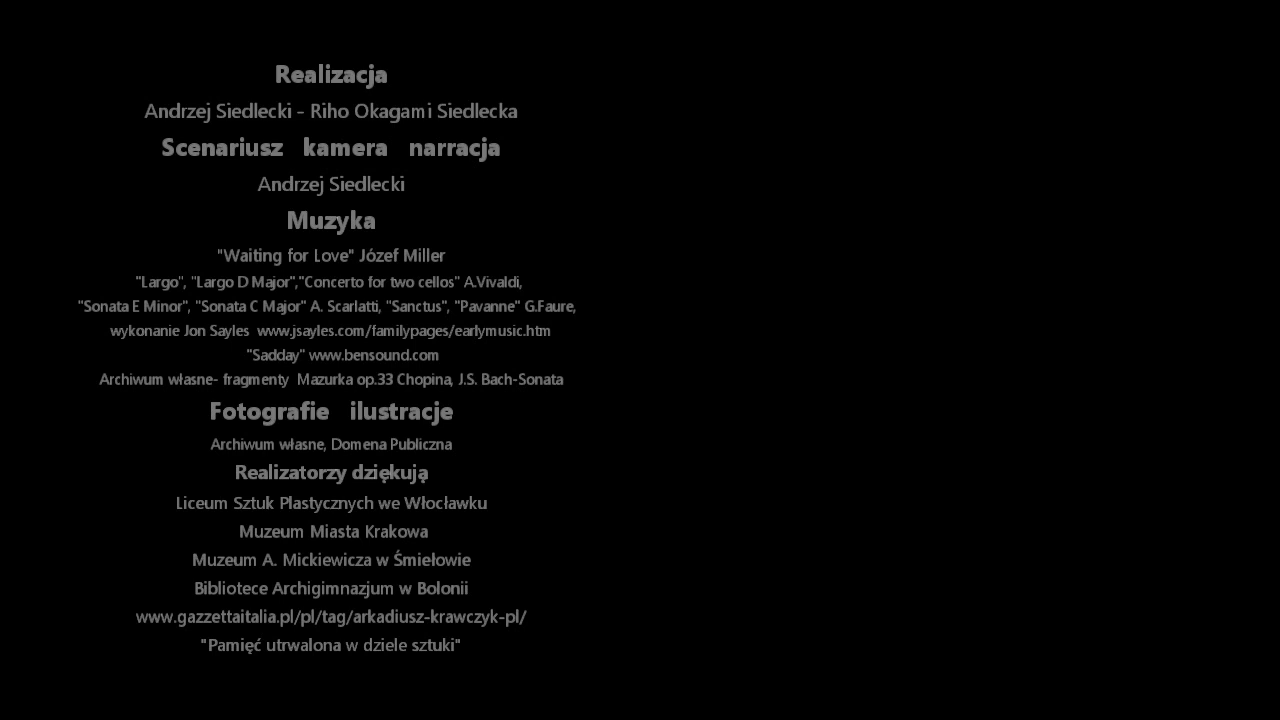 Realizacja
Andrzej Siedlecki - Riho Okagami Siedlecka
Scenariusz kamera narracja
Andrzej Siedlecki
Muzyka
"Waiting for Love" Józef Miller
"Largo", "Largo D Major","Concerto for two cellos" A.Vivaldi,
"Sonata E Minor", "Sonata C Major" A. Scarlatti, "Sanctus", "Pavanne" G.Faure,
wykonanie Jon Sayles www.jsayles.com/familypages/earlymusic.htm
"Sadday" www.bensound.com
Archiwum własne- fragmenty Mazurka op.33 Chopina, J.S. Bach-Sonata
Fotografie ilustracje
Archiwum własne, Domena Publiczna
Realizatorzy dziękują
Liceum Sztuk Plastycznych we Włocławku
Muzeum Miasta Krakowa
Muzeum A. Mickiewicza w Śmiełowie
Bibliotece Archigimnazjum w Bolonii
www.gazzettaitalia.pl/pl/tag/arkadiusz-krawczyk-pl/
"Pamięć utrwalona w dziele sztuki"